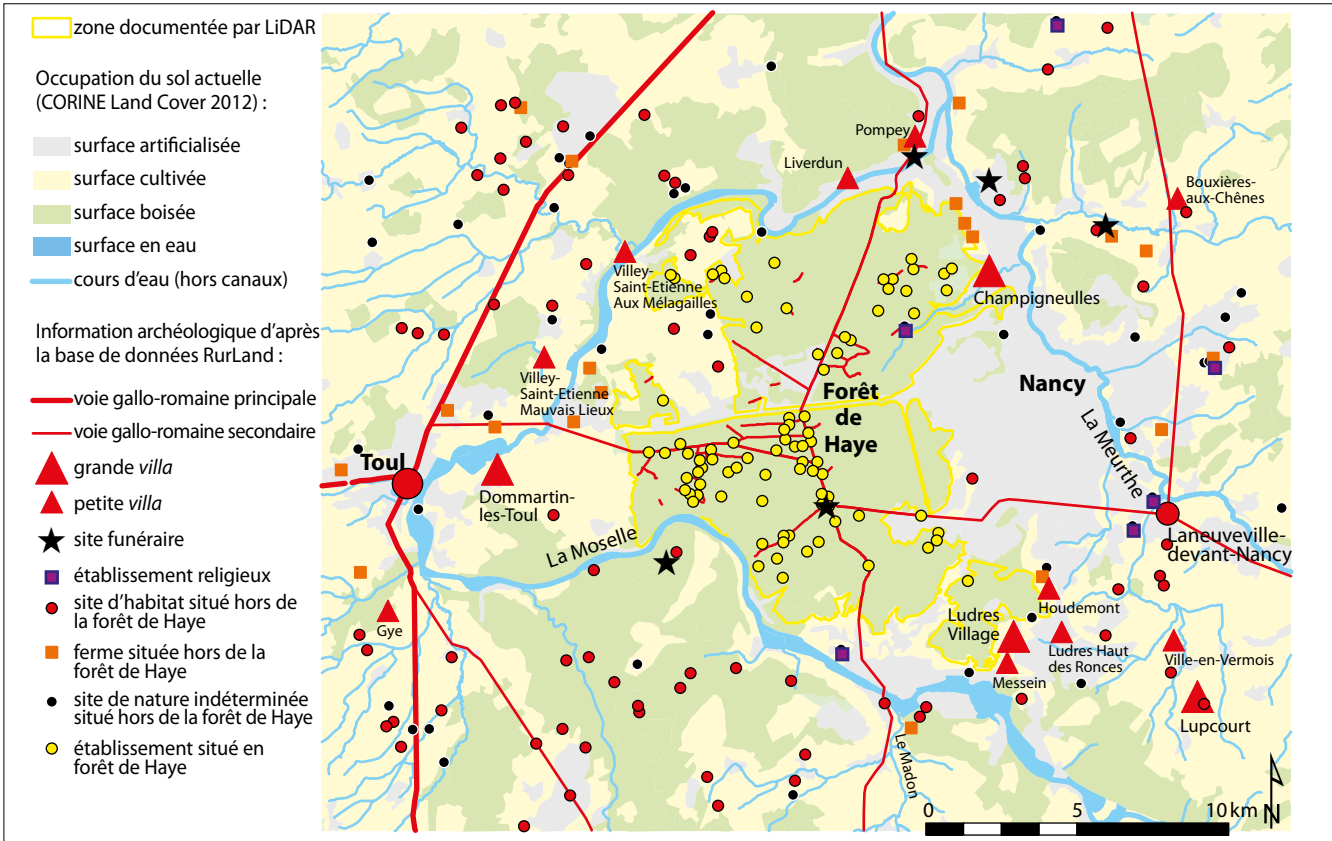 zone documentée par LiDAR
Occupation du sol actuelle
(CORINE Land Cover 2012) :
surface artificialisée
surface cultivée
surface boisée
surface en eau
cours d'eau (hors canaux)
Information archéologique d'après
la base de données RurLand :
voie gallo-romaine principale
voie gallo-romaine secondaire
grande villa
petite villa
site funéraire
établissement religieux
site d'habitat situé hors de
la forêt de Haye
ferme située hors de la
forêt de Haye
site de nature indéterminée
situé hors de la forêt de Haye
établissement situé en
forêt de Haye
Pompey
Liverdun
Bouxières-
aux-Chênes
Villey-
Saint-Etienne
Aux Mélagailles
Champigneulles
Villey-
Saint-Etienne
Mauvais Lieux
Forêt
de
Haye
Nancy
La Meurthe
Toul
Dommartin-
les-Toul
La Moselle
Laneuveville-
devant-Nancy
Gye
Ludres
Village
Houdemont
Ludres Haut
des Ronces
Messein
Ville-en-Vermois
Lupcourt
Le Madon
0
5
10 km
N